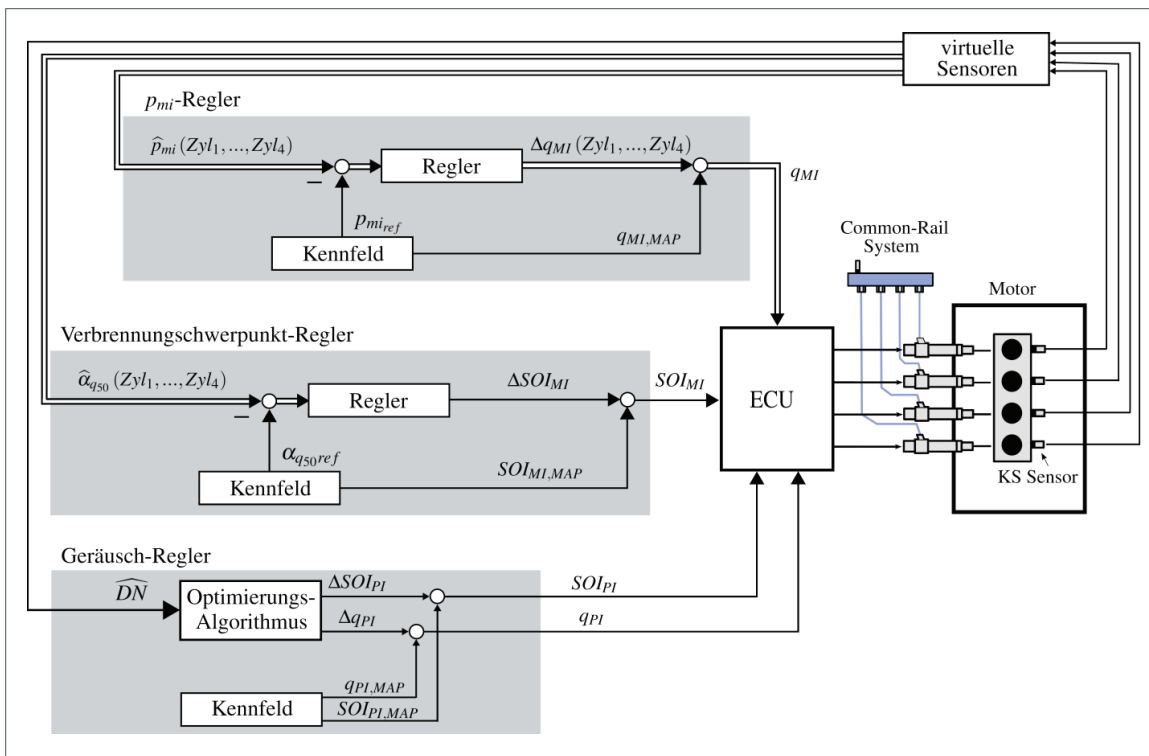 virtuelle
Sensoren
p_mi-Regler
p̂_mi (Zyl_1, ..., Zyl_4)
Regler
Δq_MI (Zyl_1, ..., Zyl_4)
q_MI
–
p_mi_ref
q_MI,MAP
Kennfeld
Common-Rail
System
Motor
Verbrennungschwerpunkt-Regler
α̂_q50 (Zyl_1, ..., Zyl_4)
Regler
ΔSOI_MI
SOI_MI
ECU
–
α_q50ref
SOI_MI,MAP
Kennfeld
KS Sensor
Geräusch-Regler
D̂N
Optimierungs-
Algorithmus
ΔSOI_PI
SOI_PI
Δq_PI
q_PI
q_PI,MAP
Kennfeld
SOI_PI,MAP